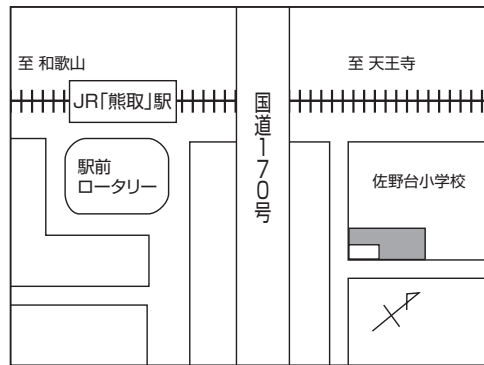 至 和歌山
至 天王寺
JR「熊取」駅
国道170号
駅前
ロータリー
佐野台小学校